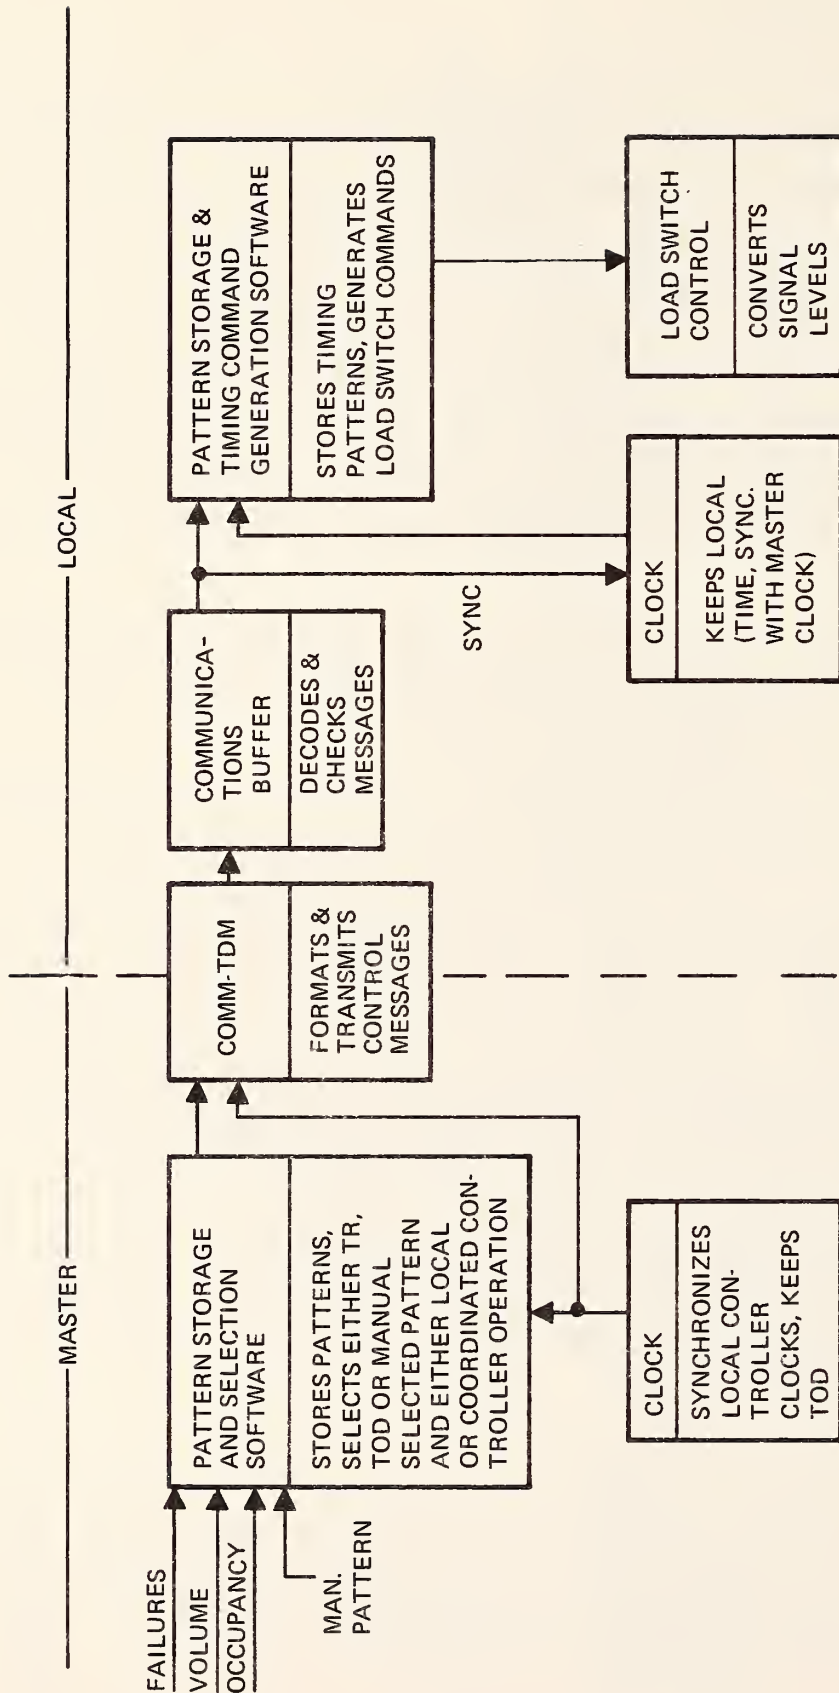 MASTER
LOCAL
FAILURES
VOLUME
OCCUPANCY
MAN.
PATTERN
PATTERN STORAGE
AND SELECTION
SOFTWARE
STORES PATTERNS,
SELECTS EITHER TR,
TOD OR MANUAL
SELECTED PATTERN
AND EITHER LOCAL
OR COORDINATED CON-
TROLLER OPERATION
CLOCK
SYNCHRONIZES
LOCAL CON-
TROLLER
CLOCKS, KEEPS
TOD
COMM-TDM
FORMATS &
TRANSMITS
CONTROL
MESSAGES
COMMUNICA-
TIONS
BUFFER
DECODES &
CHECKS
MESSAGES
SYNC
PATTERN STORAGE &
TIMING COMMAND
GENERATION SOFTWARE
STORES TIMING
PATTERNS, GENERATES
LOAD SWITCH COMMANDS
CLOCK
KEEPS LOCAL
(TIME, SYNC.
WITH MASTER
CLOCK)
LOAD SWITCH
CONTROL
CONVERTS
SIGNAL
LEVELS